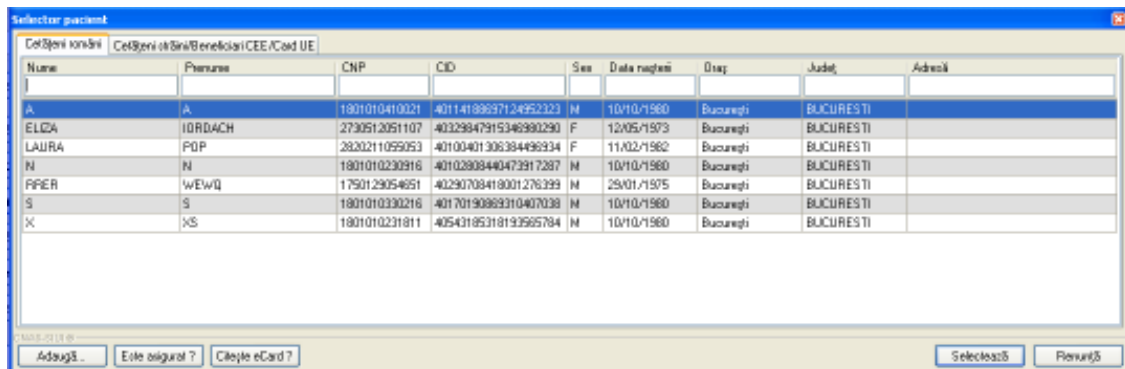 Selector pacient
Cetăţeni români Cetăţeni străini/Beneficiari CEE /Card UE
Nume Prenume CNP CID Sex Data naşterii Oraş Judeţ Adresă
A A 1801010410021 40114188697124952323 M 10/10/1980 Bucureşti BUCURESTI
ELIZA IORDACH 2730512051107 40329847915346980290 F 12/05/1973 Bucureşti BUCURESTI
LAURA POP 2820211055053 40100401306384496934 F 11/02/1982 Bucureşti BUCURESTI
N N 1801010230916 40102808440473917287 M 10/10/1980 Bucureşti BUCURESTI
RRER WEWQ 1750129054651 40290708418001276399 M 29/01/1975 Bucureşti BUCURESTI
S S 1801010330216 40170190869310407038 M 10/10/1980 Bucureşti BUCURESTI
X XS 1801010231811 40543185318193565784 M 10/10/1980 Bucureşti BUCURESTI
Adaugă... Este asigurat ? Citeşte eCard ? Selectează Renunţă